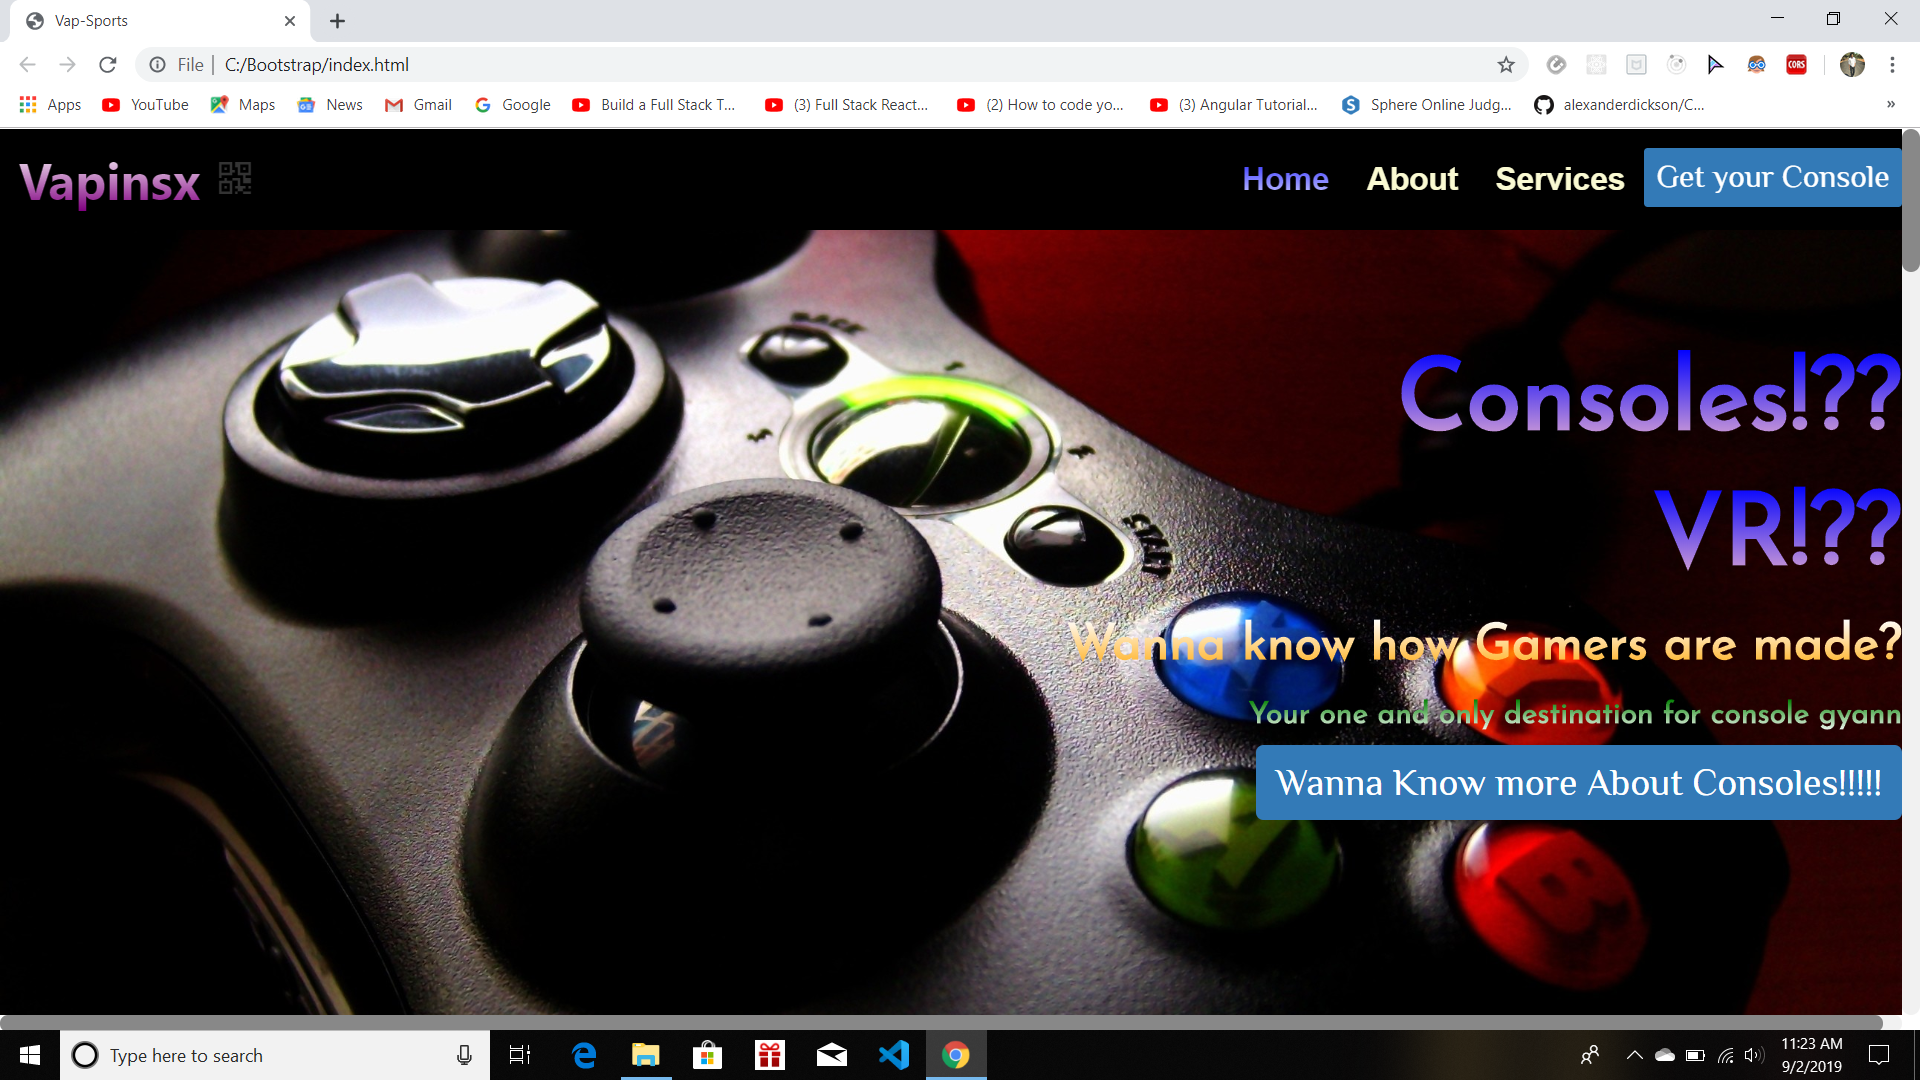 Vap-Sports
File | C:/Bootstrap/index.html
CORS
Apps YouTube Maps News Gmail Google Build a Full Stack T... (3) Full Stack React... (2) How to code yo... (3) Angular Tutorial... Sphere Online Judg... alexanderdickson/C... »
Vapinsx Home About Services Get your Console
BACK
START
Consoles!??
VR!??
Wanna know how Gamers are made?
Your one and only destination for console gyann
Wanna Know more About Consoles!!!!!
B
Type here to search
11:23 AM
9/2/2019